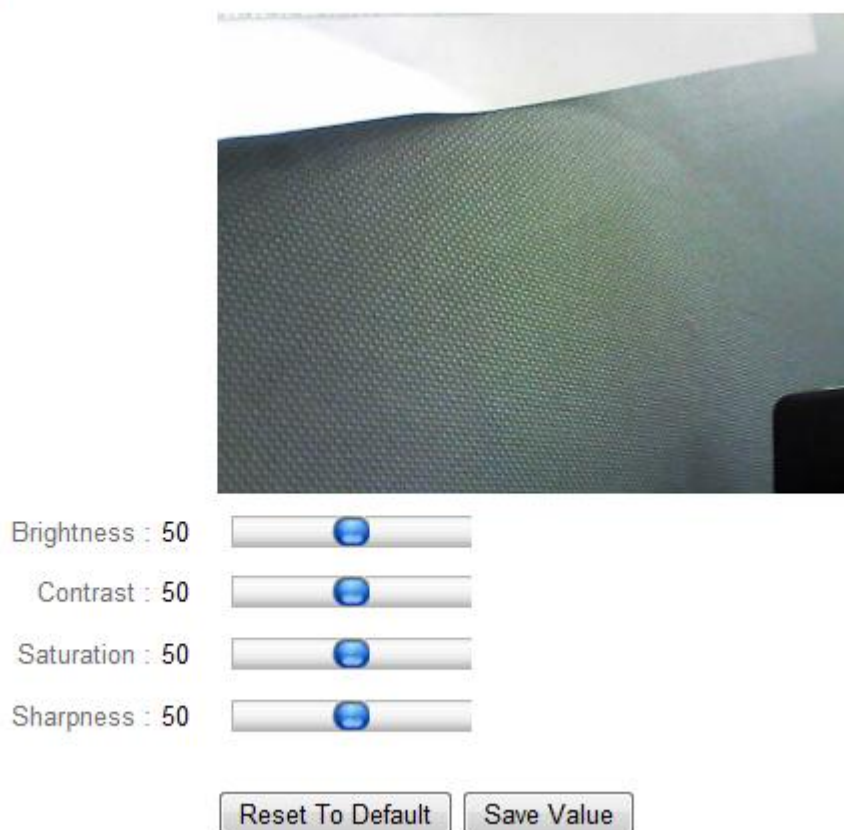 Brightness : 50
Contrast : 50
Saturation : 50
Sharpness : 50
Reset To Default Save Value